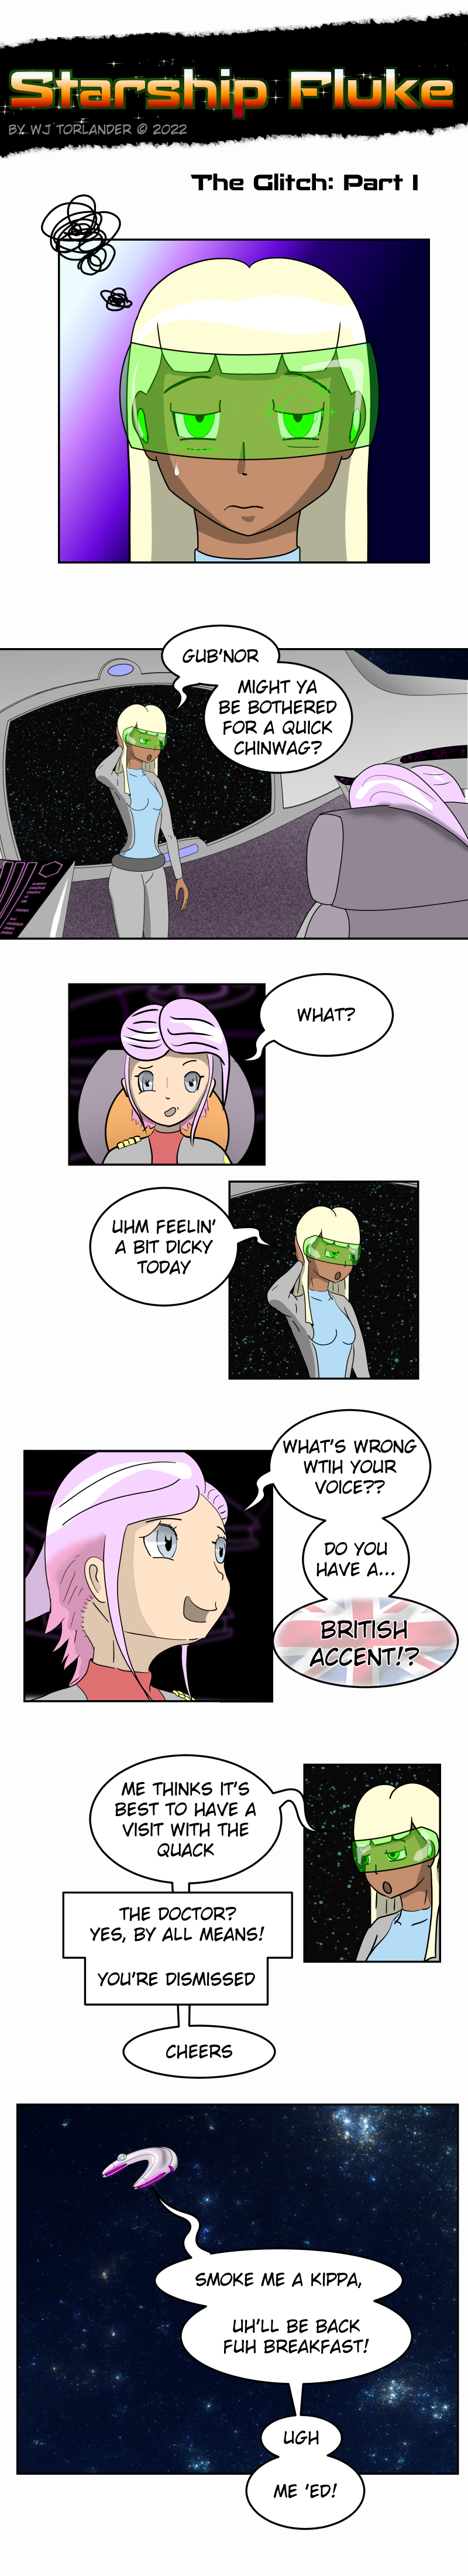 Starship Fluke
BY WJ TORLANDER © 2022
The Glitch: Part 1
GUB'NOR
MIGHT YA
BE BOTHERED
FOR A QUICK
CHINWAG?
WHAT?
UHM FEELIN'
A BIT DICKY
TODAY
WHAT'S WRONG
WTIH YOUR
VOICE??
DO YOU
HAVE A...
BRITISH
ACCENT!?
ME THINKS IT'S
BEST TO HAVE A
VISIT WITH THE
QUACK
THE DOCTOR?
YES, BY ALL MEANS!
YOU'RE DISMISSED
CHEERS
SMOKE ME A KIPPA,
UH'LL BE BACK
FUH BREAKFAST!
UGH
ME 'ED!